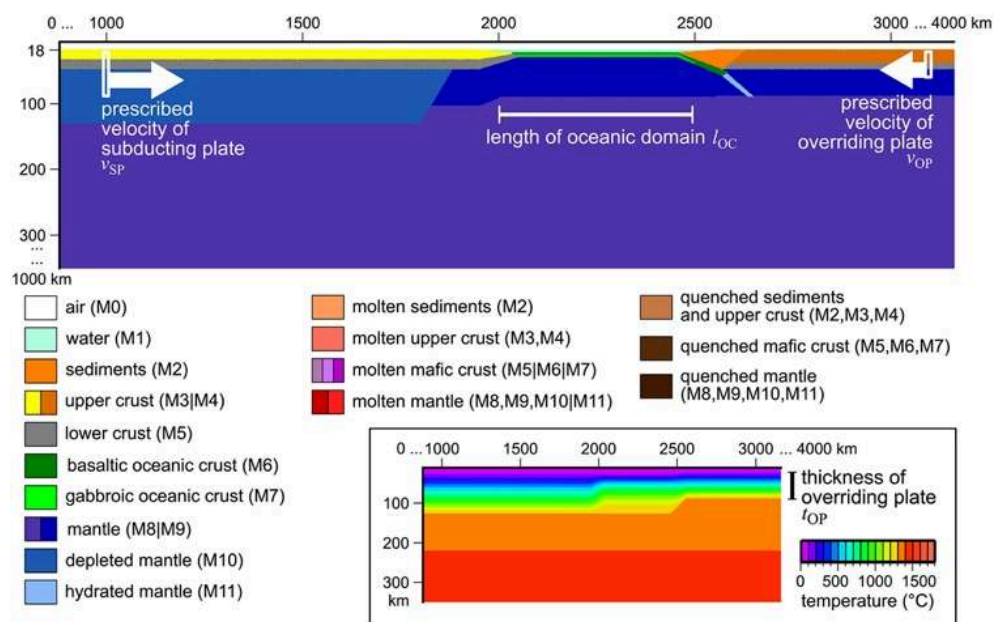 0 ... 1000 2000 2500 3000 ... 4000 km
18
100
200
300
...
...
1000 km
prescribed
velocity of
subducting plate
vSP
length of oceanic domain lOC
prescribed
velocity of
overriding plate
vOP
air (M0)
water (M1)
sediments (M2)
upper crust (M3|M4)
lower crust (M5)
basaltic oceanic crust (M6)
gabbroic oceanic crust (M7)
mantle (M8|M9)
depleted mantle (M10)
hydrated mantle (M11)
molten sediments (M2)
molten upper crust (M3,M4)
molten mafic crust (M5|M6|M7)
molten mantle (M8,M9,M10|M11)
quenched sediments
and upper crust (M2,M3,M4)
quenched mafic crust (M5,M6,M7)
quenched mantle
(M8,M9,M10,M11)
0 ... 1000 2000 2500 3000 ... 4000 km
100
200
300
km
thickness of
overriding plate
tOP
0 500 1000 1500
temperature (°C)